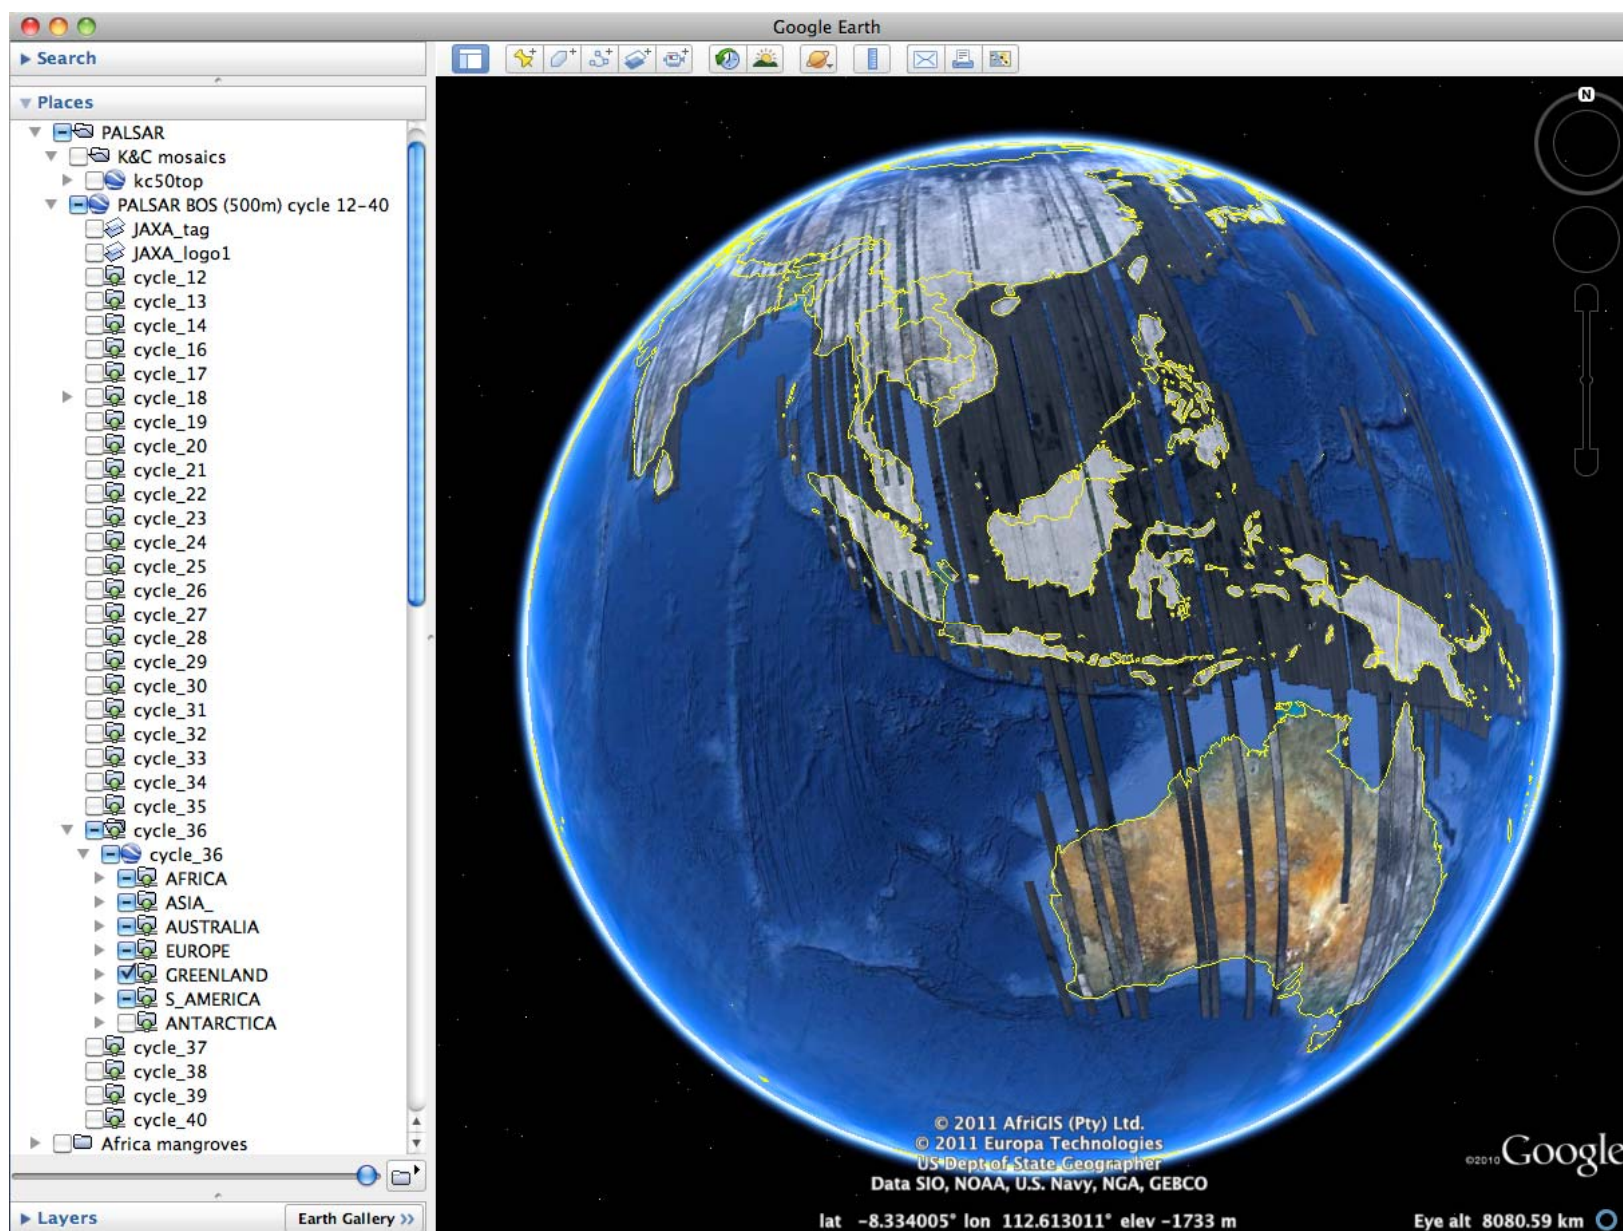 Google Earth
Search
Places
PALSAR
K&C mosaics
kc50top
PALSAR BOS (500m) cycle 12-40
JAXA_tag
JAXA_logo1
cycle_12
cycle_13
cycle_14
cycle_16
cycle_17
cycle_18
cycle_19
cycle_20
cycle_21
cycle_22
cycle_23
cycle_24
cycle_25
cycle_26
cycle_27
cycle_28
cycle_29
cycle_30
cycle_31
cycle_32
cycle_33
cycle_34
cycle_35
cycle_36
cycle_36
AFRICA
ASIA_
AUSTRALIA
EUROPE
GREENLAND
S_AMERICA
ANTARCTICA
cycle_37
cycle_38
cycle_39
cycle_40
Africa mangroves
Layers
Earth Gallery >>
N
© 2011 AfriGIS (Pty) Ltd.
© 2011 Europa Technologies
US Dept of State Geographer
Data SIO, NOAA, U.S. Navy, NGA, GEBCO
©2010 Google
lat -8.334005° lon 112.613011° elev -1733 m
Eye alt 8080.59 km